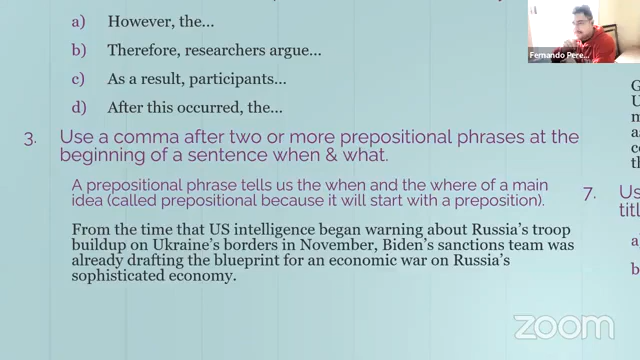 a) However, the...
b) Therefore, researchers argue...
c) As a result, participants...
d) After this occurred, the...
3. Use a comma after two or more prepositional phrases at the
beginning of a sentence when & what.
A prepositional phrase tells us the when and the where of a main
idea (called prepositional because it will start with a preposition).
From the time that US intelligence began warning about Russia's troop
buildup on Ukraine's borders in November, Biden's sanctions team was
already drafting the blueprint for an economic war on Russia's
sophisticated economy.
Fernando Pere...
7. Us
titl
a
b
zoom